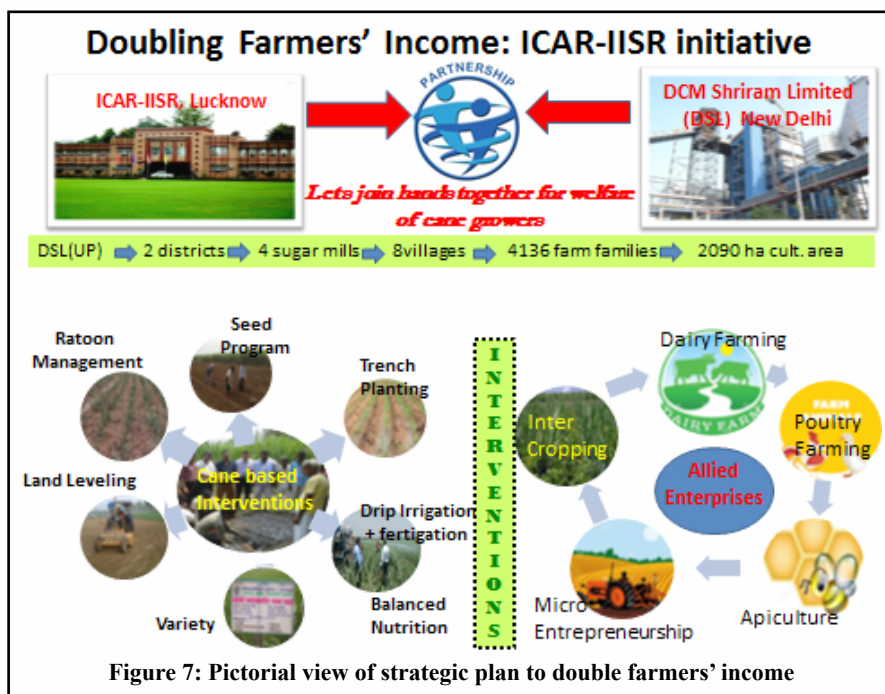 Doubling Farmers' Income: ICAR-IISR initiative
ICAR-IISR, Lucknow
PARTNERSHIP
DCM Shriram Limited
(DSL) New Delhi
Lets join hands together for welfare
of cane growers
DSL(UP) 2 districts 4 sugar mills 8villages 4136 farm families 2090 ha cult. area
Seed
Program
Ratoon
Management
Trench
Planting
Cane based
Interventions
Land Leveling
Drip Irrigation
+ fertigation
Variety
Balanced
Nutrition
INTERVENTIONS
Dairy Farming
DAIRY FARM
Inter
Cropping
FARM
Poultry
Farming
Allied
Enterprises
Micro
Entrepreneurship
Apiculture
Figure 7: Pictorial view of strategic plan to double farmers' income